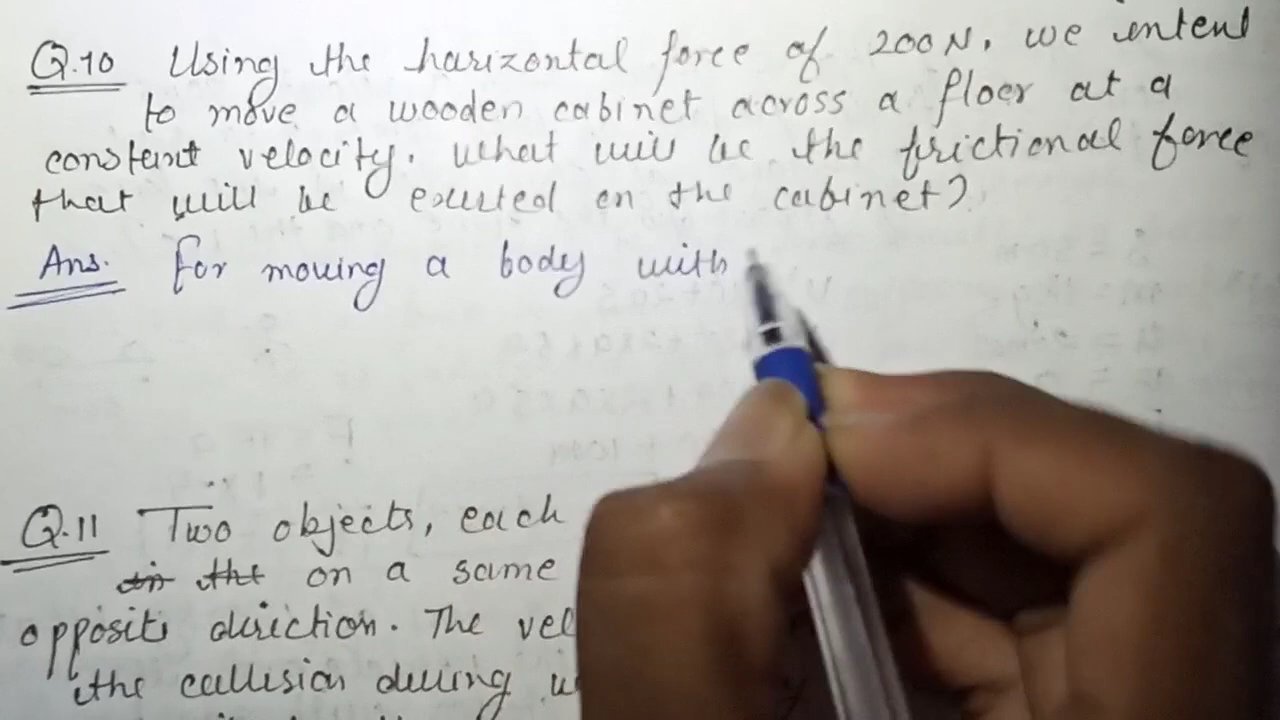 Q.10 Using the harizontal force of 200N, we intend
to move a wooden cabinet across a floor at a
constant velocity. What will be the frictional force
that will be exerted on the cabinet?
Ans. For moving a body with
Q.11 Two objects, each
on a same
opposite direction. The vel
the collision during